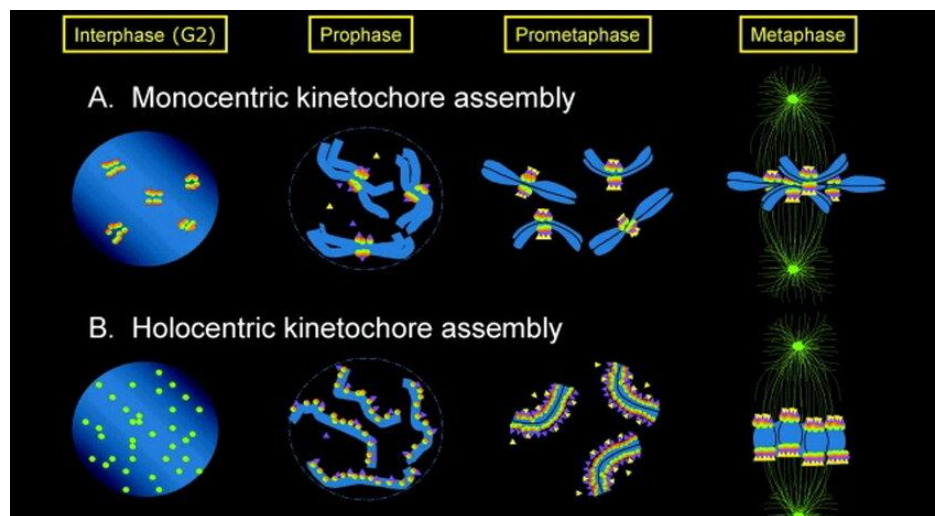 Interphase (G2)
Prophase
Prometaphase
Metaphase
A. Monocentric kinetochore assembly
B. Holocentric kinetochore assembly